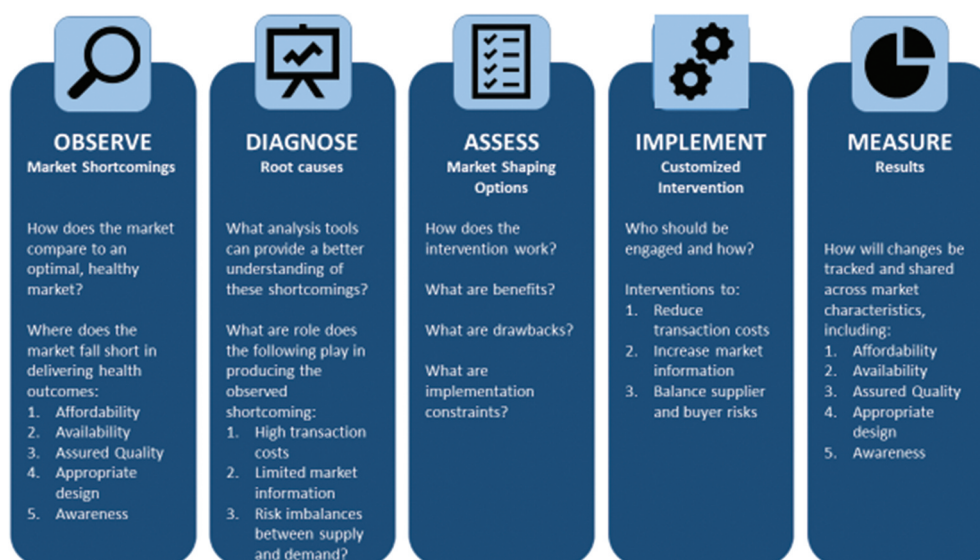 OBSERVE
Market Shortcomings
How does the market
compare to an
optimal, healthy
market?
Where does the
market fall short in
delivering health
outcomes:
1. Affordability
2. Availability
3. Assured Quality
4. Appropriate
design
5. Awareness
DIAGNOSE
Root causes
What analysis tools
can provide a better
understanding of
these shortcomings?
What are role does
the following play in
producing the
observed
shortcoming:
1. High transaction
costs
2. Limited market
information
3. Risk imbalances
between supply
and demand?
ASSESS
Market Shaping
Options
How does the
intervention work?
What are benefits?
What are drawbacks?
What are
implementation
constraints?
IMPLEMENT
Customized
Intervention
Who should be
engaged and how?
Interventions to:
1. Reduce
transaction costs
2. Increase market
information
3. Balance supplier
and buyer risks
MEASURE
Results
How will changes be
tracked and shared
across market
characteristics,
including:
1. Affordability
2. Availability
3. Assured Quality
4. Appropriate
design
5. Awareness